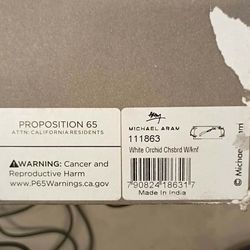 PROPOSITION 65
ATTN: CALIFORNIA RESIDENTS
WARNING: Cancer and
Reproductive Harm
www.P65Warnings.ca.gov
MICHAEL ARAM
111863
White Orchid Chsbrd W/knf
7 90824 18631 7
Made In India
© Michael